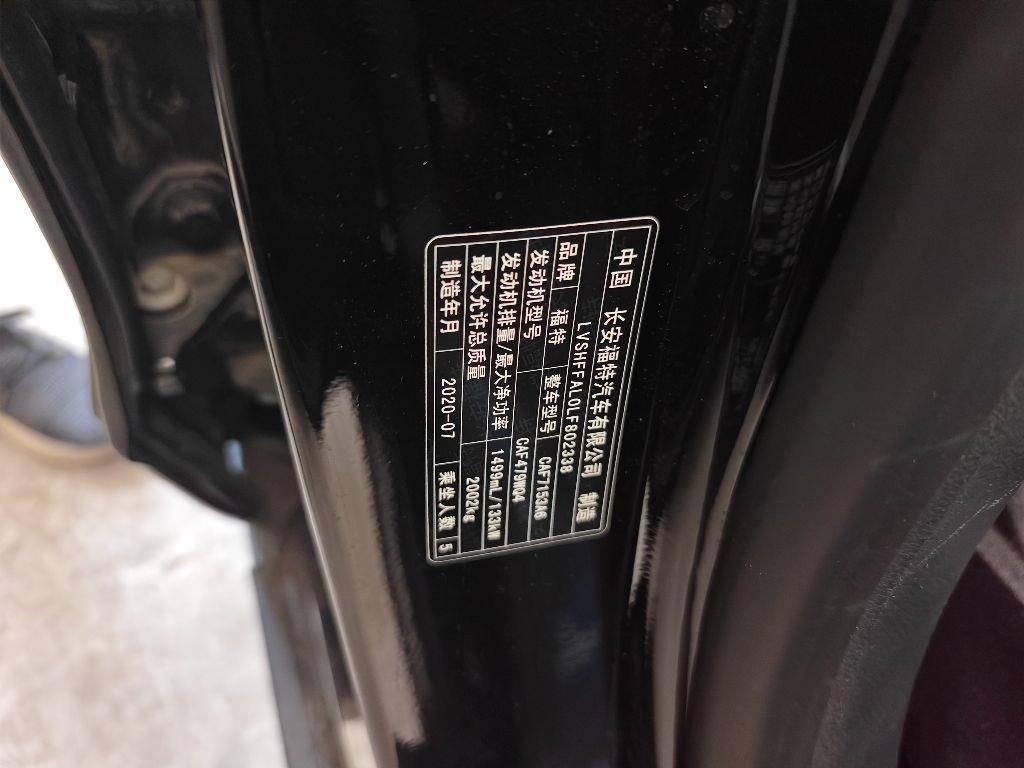 中国 长安福特汽车有限公司 制造
LVSHFFAL0LF802338
品牌 福特 整车型号 CAF7153A6
发动机型号 CAF479WQ4
发动机排量/最大净功率 1499mL/133kW
最大允许总质量 2002kg
制造年月 2020-07 乘坐人数 5